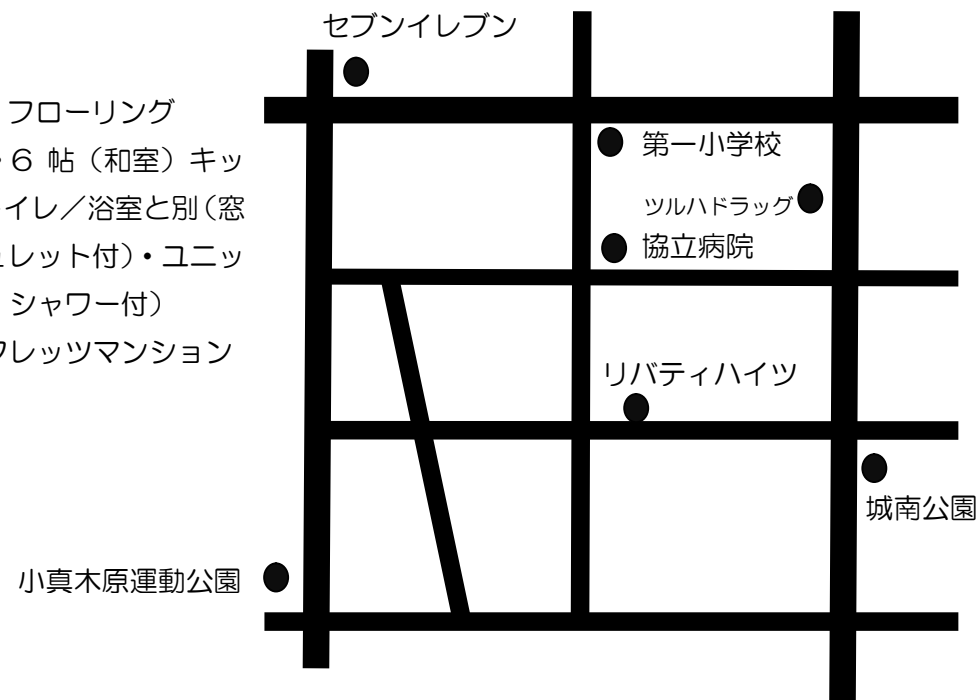 フローリング
6 帖（和室）キッ
イレ／浴室と別（窓
レット付）・ユニッ
シャワー付）
レッツマンション
セブンイレブン
第一小学校
ツルハドラッグ
協立病院
リバティハイツ
城南公園
小真木原運動公園